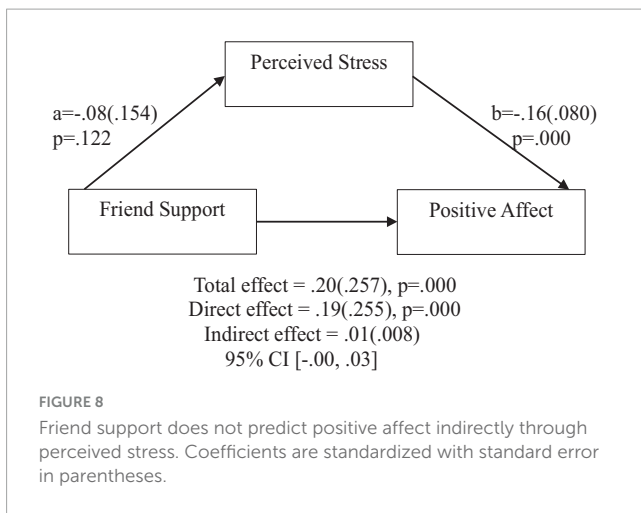 Perceived Stress
a=-.08(.154)
p=.122
b=-.16(.080)
p=.000
Friend Support
Positive Affect
Total effect = .20(.257), p=.000
Direct effect = .19(.255), p=.000
Indirect effect = .01(.008)
95% CI [-.00, .03]
FIGURE 8
Friend support does not predict positive affect indirectly through
perceived stress. Coefficients are standardized with standard error
in parentheses.